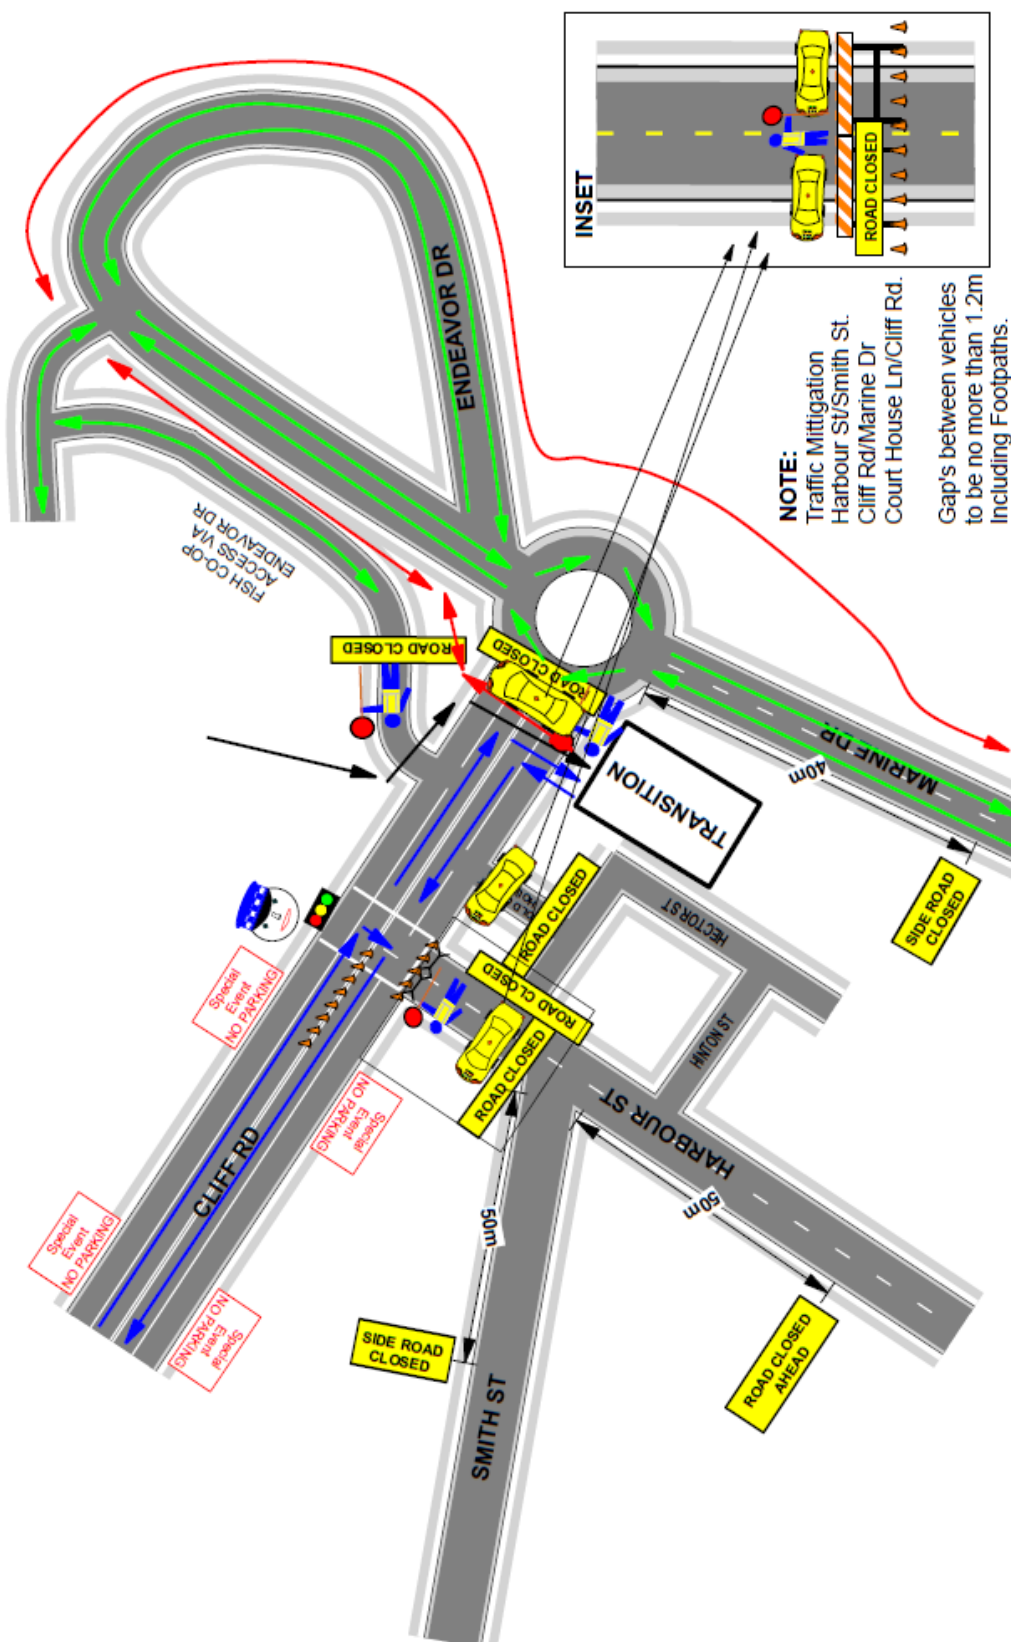 INSET
ROAD CLOSED
NOTE:
Traffic Mittigation
Harbour St/Smith St.
Cliff Rd/Marine Dr
Court House Ln/Cliff Rd.
Gap's between vehicles
to be no more than 1.2m
Including Footpaths.
ENDEAVOR DR
FISH CO-OP
ACCESS VIA
ENDEAVOR DR
ROAD CLOSED
ROAD CLOSED
TRANSITION
MARINE DR
40m
SIDE ROAD
CLOSED
ROAD CLOSED
ROAD CLOSED
ROAD CLOSED
HECTOR ST
HINTON ST
HARBOUR ST
50m
ROAD CLOSED
AHEAD
50m
SIDE ROAD
CLOSED
SMITH ST
CLIFF RD
Special
Event
NO PARKING
Special
Event
NO PARKING
Special
Event
NO PARKING
Special
Event
NO PARKING